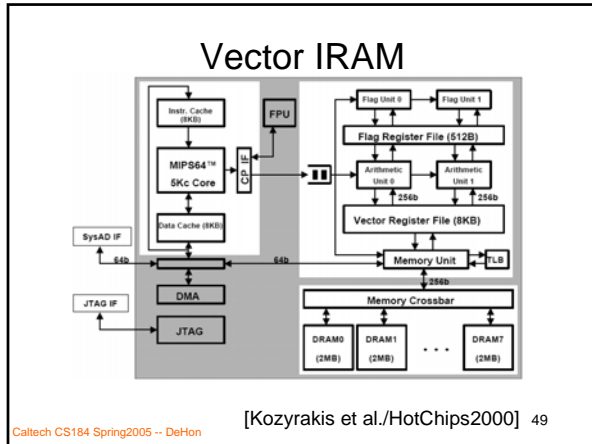 Vector IRAM
Instr. Cache
(8KB)
MIPS64™
5Kc Core
Data Cache (8KB)
CP IF
FPU
Flag Unit 0
Flag Unit 1
Flag Register File (512B)
Arithmetic
Unit 0
Arithmetic
Unit 1
256b
256b
Vector Register File (8KB)
SysAD IF
64b
64b
Memory Unit
TLB
256b
DMA
Memory Crossbar
JTAG IF
JTAG
DRAM0
(2MB)
DRAM1
(2MB)
. . .
DRAM7
(2MB)
[Kozyrakis et al./HotChips2000] 49
Caltech CS184 Spring2005 -- DeHon